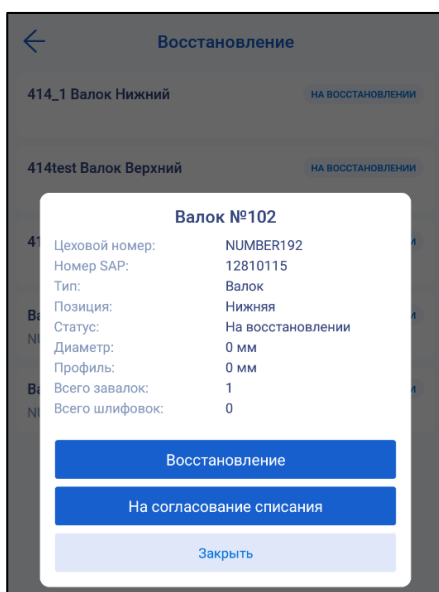 Восстановление
414_1 Валок Нижний НА ВОССТАНОВЛЕНИИ
414test Валок Верхний НА ВОССТАНОВЛЕНИИ
Валок №102
Цеховой номер: NUMBER192
Номер SAP: 12810115
Тип: Валок
Позиция: Нижняя
Статус: На восстановлении
Диаметр: 0 мм
Профиль: 0 мм
Всего завалок: 1
Всего шлифовок: 0
Восстановление
На согласование списания
Закрыть